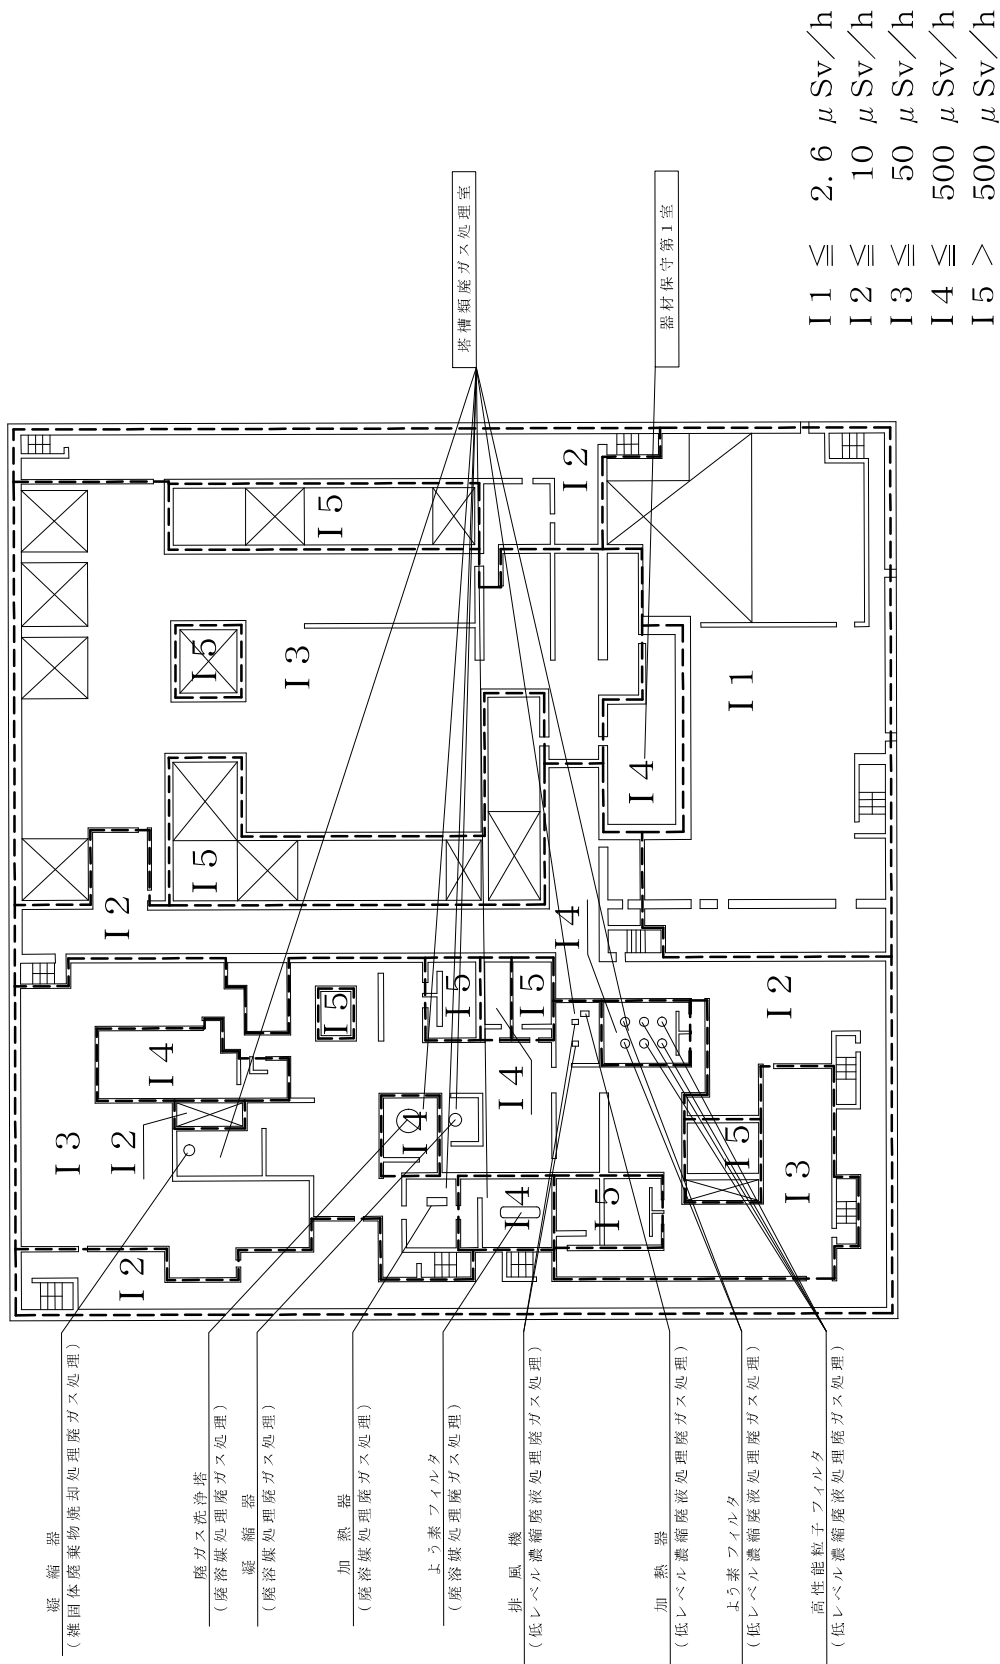 I1 ≦ 2.6 μSv/h
I2 ≦ 10 μSv/h
I3 ≦ 50 μSv/h
I4 ≦ 500 μSv/h
I5 > 500 μSv/h
塔槽類廃ガス処理室
器材保守第1室
I2
I5
I5
I3
I1
I4
I5
I2
I4
I5
I5
I5
I2
I4
I4
I3
I2
I4
I5
I3
I4
I5
I2
凝縮器
(雑固体廃棄物焼却処理廃ガス処理)
廃ガス洗浄塔
(廃溶媒処理廃ガス処理)
凝縮器
(廃溶媒処理廃ガス処理)
加熱器
(廃溶媒処理廃ガス処理)
よう素フィルタ
(廃溶媒処理廃ガス処理)
排風機
(低レベル濃縮廃液処理廃ガス処理)
加熱器
(低レベル濃縮廃液処理廃ガス処理)
よう素フィルタ
(低レベル濃縮廃液処理廃ガス処理)
高性能粒子フィルタ
(低レベル濃縮廃液処理廃ガス処理)